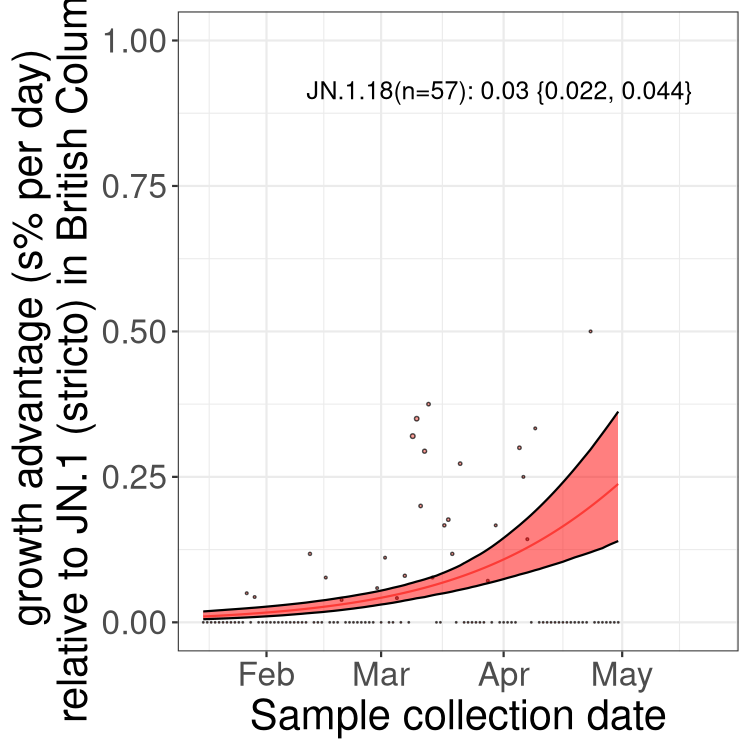 growth advantage (s% per day)
relative to JN.1 (stricto) in British Colum
1.00
0.75
0.50
0.25
0.00
JN.1.18(n=57): 0.03 {0.022, 0.044}
Feb Mar Apr May
Sample collection date